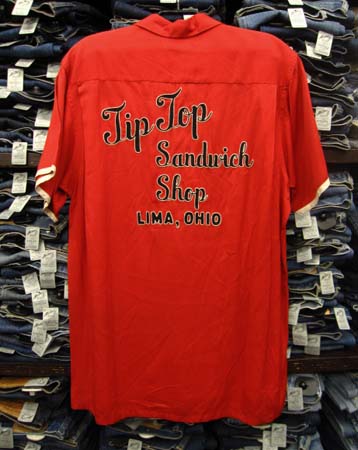 Tip Top
Sandwich
Shop
LIMA, OHIO